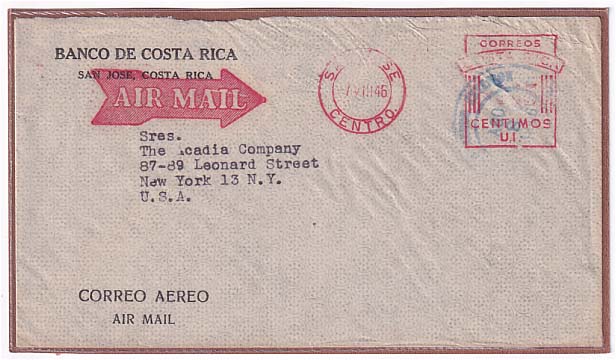 BANCO DE COSTA RICA
SAN JOSE, COSTA RICA
AIR MAIL
CENTRO
CORREOS
CENTIMOS
U.I.
Sres.
The Acadia Company
87-89 Leonard Street
New York 13 N.Y.
U.S.A.
CORREO AEREO
AIR MAIL